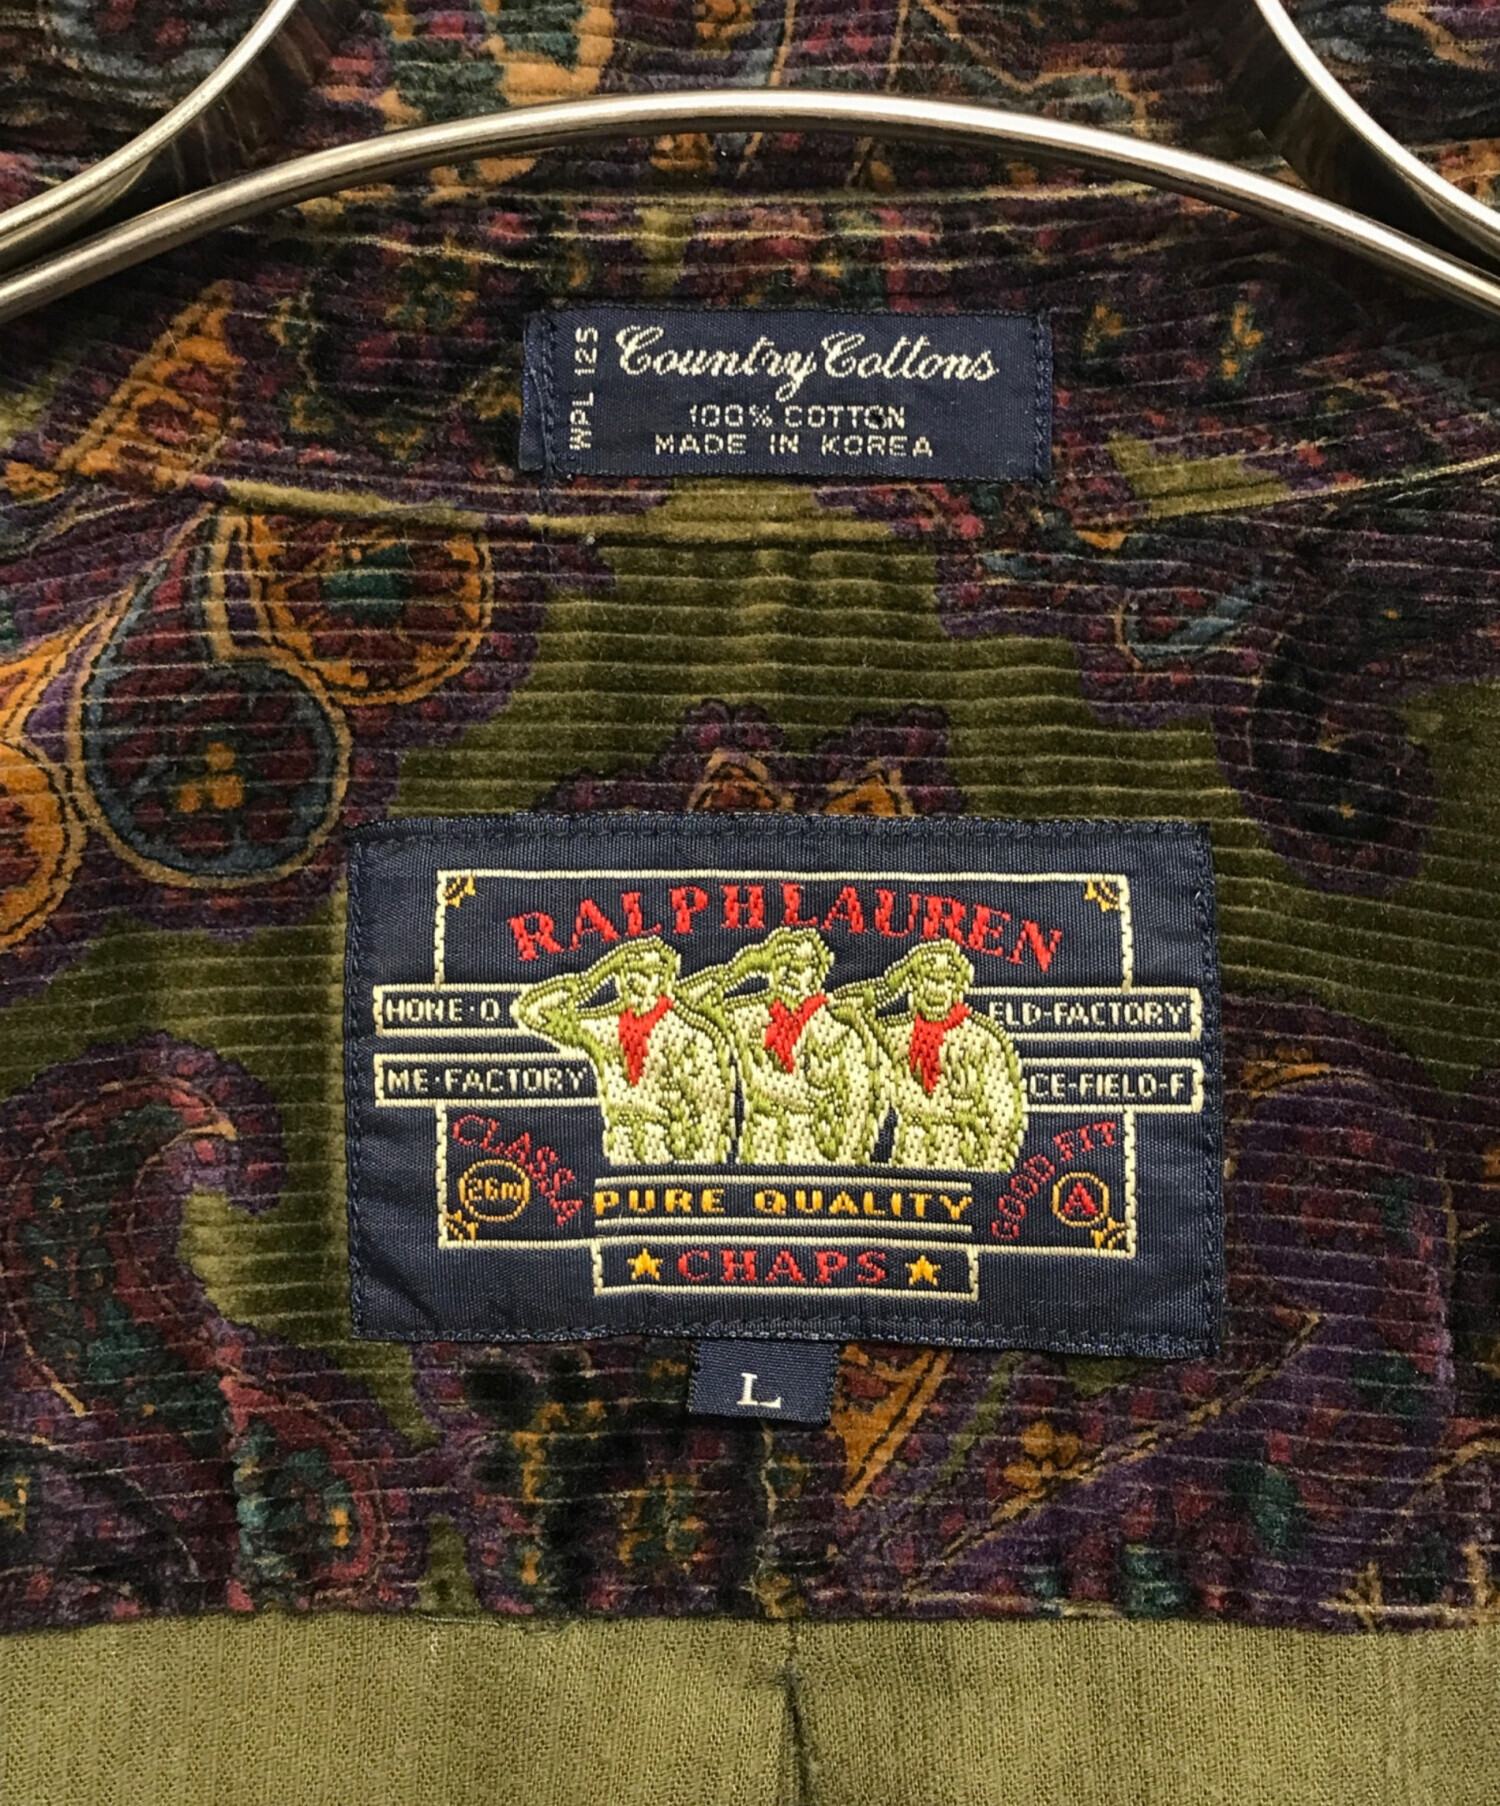 WPL 125
Country Cottons
100% COTTON
MADE IN KOREA
RALPH LAUREN
HOME·O
ELD-FACTORY
ME·FACTORY
CE-FIELD-F
CLASS.A
GOOD FIT
26m
PURE QUALITY
A
★ CHAPS ★
L